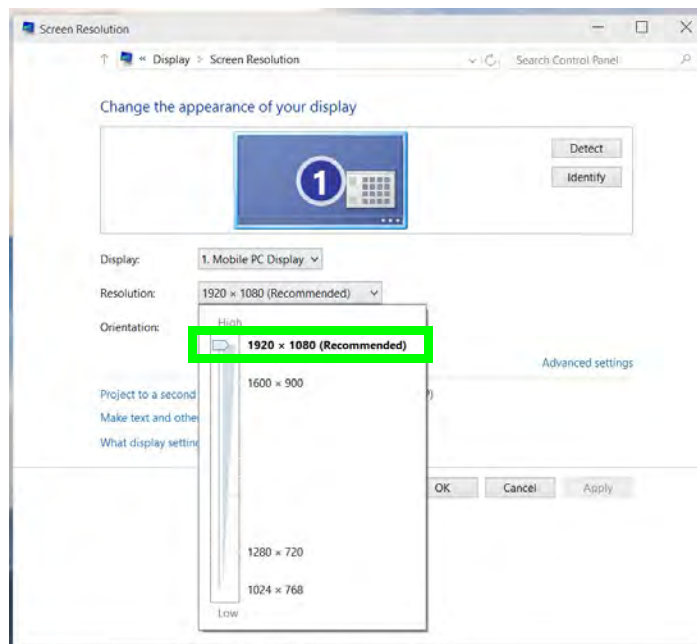 Screen Resolution
« Display > Screen Resolution
Search Control Panel
Change the appearance of your display
1
Detect
Identify
Display:
1. Mobile PC Display
Resolution:
1920 × 1080 (Recommended)
Orientation:
High
1920 × 1080 (Recommended)
1600 × 900
1280 × 720
1024 × 768
Low
Advanced settings
Project to a second
P)
Make text and othe
What display settin
OK
Cancel
Apply